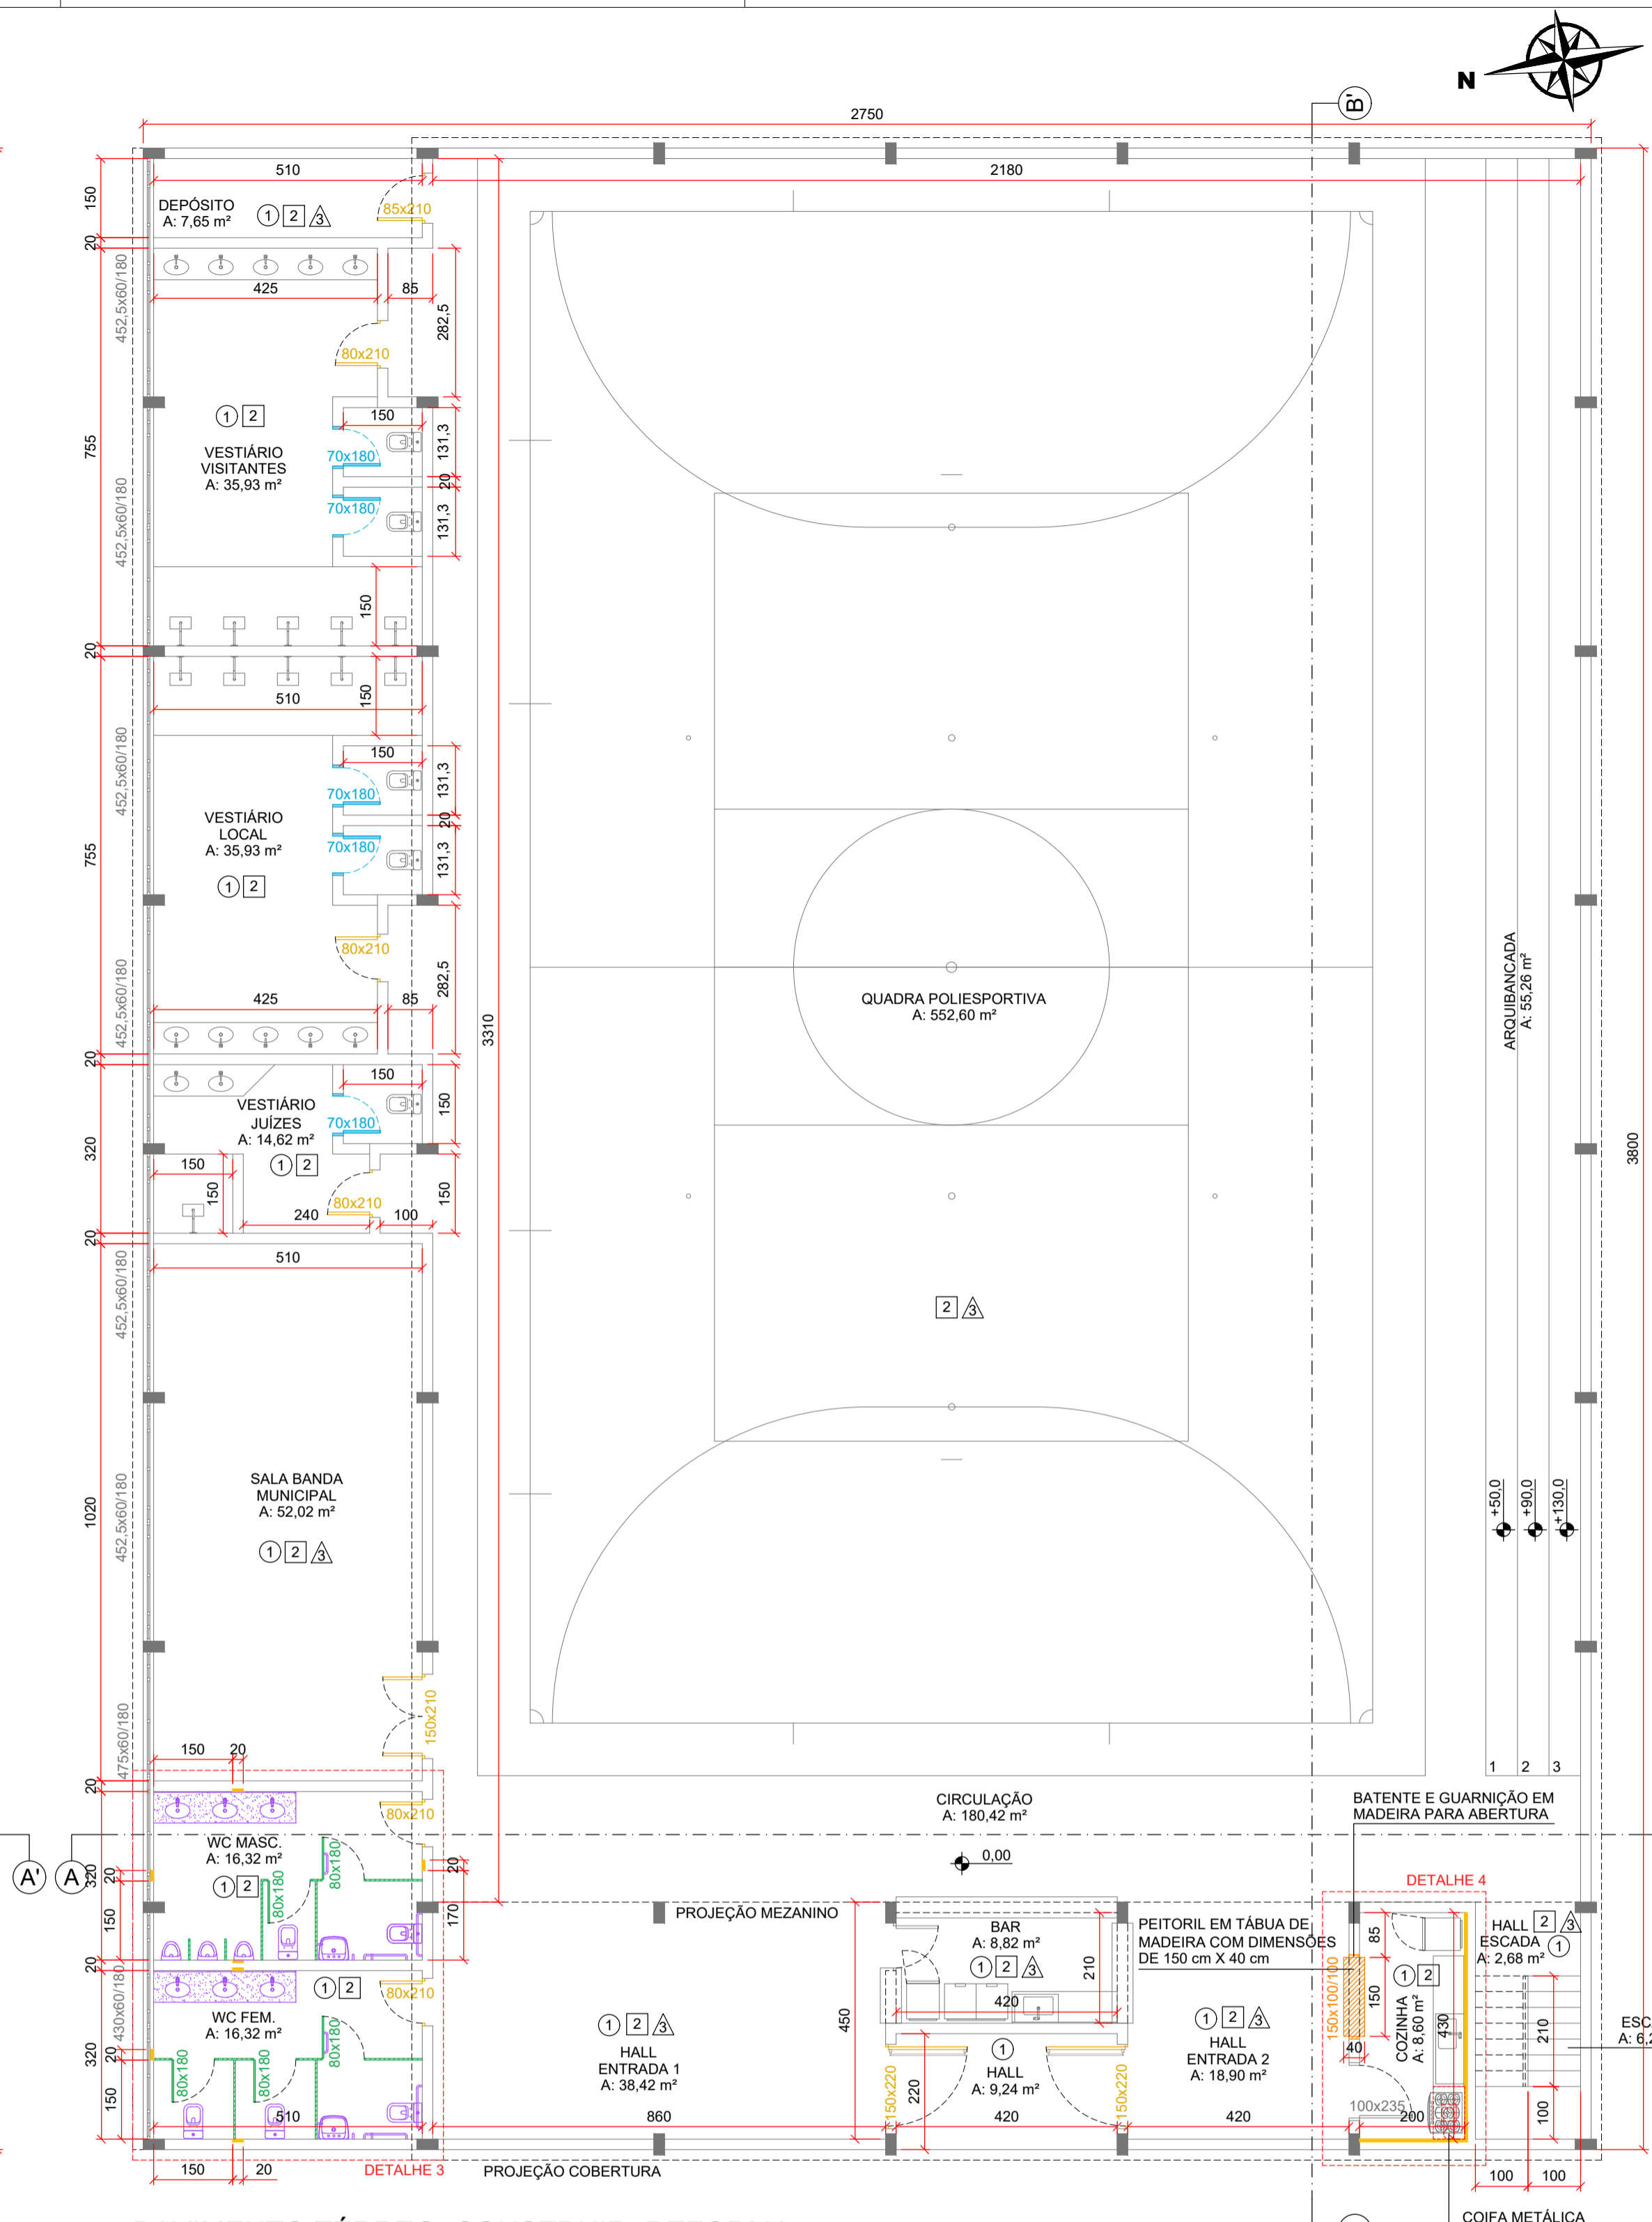 N
B'
2750
510
2180
150
DEPÓSITO
A: 7,65 m²
1 2 3
85x210
20
425
85
282,5
452,5x60/180
80x210
1 2
VESTIÁRIO
VISITANTES
A: 35,93 m²
755
150
131,3
70x180
20
70x180
131,3
452,5x60/180
150
20
510
150
452,5x60/180
150
131,3
70x180
20
VESTIÁRIO
LOCAL
A: 35,93 m²
70x180
131,3
755
1 2
80x210
452,5x60/180
425
85
282,5
20
3310
QUADRA POLIESPORTIVA
A: 552,60 m²
ARQUIBANCADA
A: 55,26 m²
3800
150
150
VESTIÁRIO
JUÍZES
A: 14,62 m²
70x180
1 2
320
150
150
80x210
240
100
150
20
510
452,5x60/180
2 3
SALA BANDA
MUNICIPAL
A: 52,02 m²
1 2 3
1020
452,5x60/180
+50,0
+90,0
+130,0
475x60/180
150x210
150
20
1 2 3
20
80x210
CIRCULAÇÃO
A: 180,42 m²
BATENTE E GUARNIÇÃO EM
MADEIRA PARA ABERTURA
WC MASC.
A: 16,32 m²
1 2
A'
A
320
20
150
80x180
80x180
20
170
0,00
DETALHE 4
PROJEÇÃO MEZANINO
BAR
A: 8,82 m²
1 2 3
210
420
PEITORIL EM TÁBUA DE
MADEIRA COM DIMENSÕES
DE 150 cm X 40 cm
85
150
HALL
ESCADA
A: 2,68 m²
2 3
1
1 2
COZINHA
A: 8,60 m²
430
150x100/100
40
210
ESC
A: 6,2
20
430x60/180
1 2
80x210
WC FEM.
A: 16,32 m²
80x180
320
20
150
80x180
80x180
510
450
1 2 3
HALL
ENTRADA 1
A: 38,42 m²
1
HALL
A: 9,24 m²
150x220
220
150x220
1 2 3
HALL
ENTRADA 2
A: 18,90 m²
860
420
420
100x235
200
100
150
20
DETALHE 3
PROJEÇÃO COBERTURA
100
100
COIFA METÁLICA